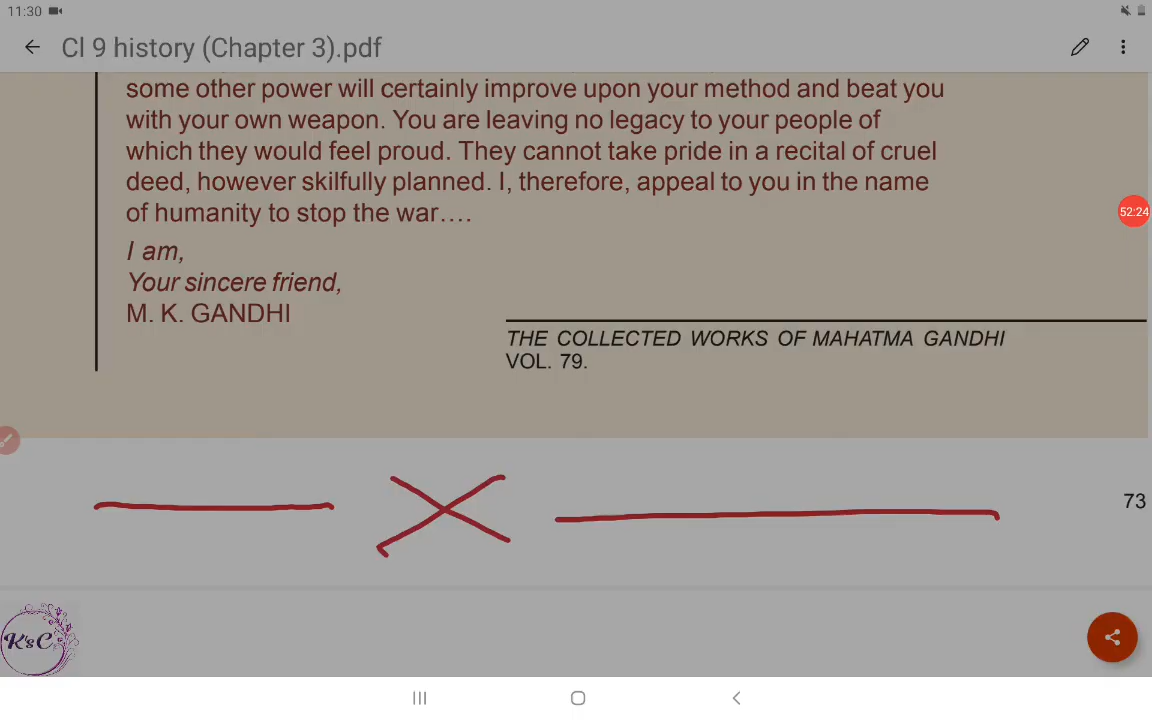 11:30
Cl 9 history (Chapter 3).pdf
some other power will certainly improve upon your method and beat you
with your own weapon. You are leaving no legacy to your people of
which they would feel proud. They cannot take pride in a recital of cruel
deed, however skilfully planned. I, therefore, appeal to you in the name
of humanity to stop the war....
I am,
Your sincere friend,
M. K. GANDHI
THE COLLECTED WORKS OF MAHATMA GANDHI
VOL. 79.
52:24
73
K'sC